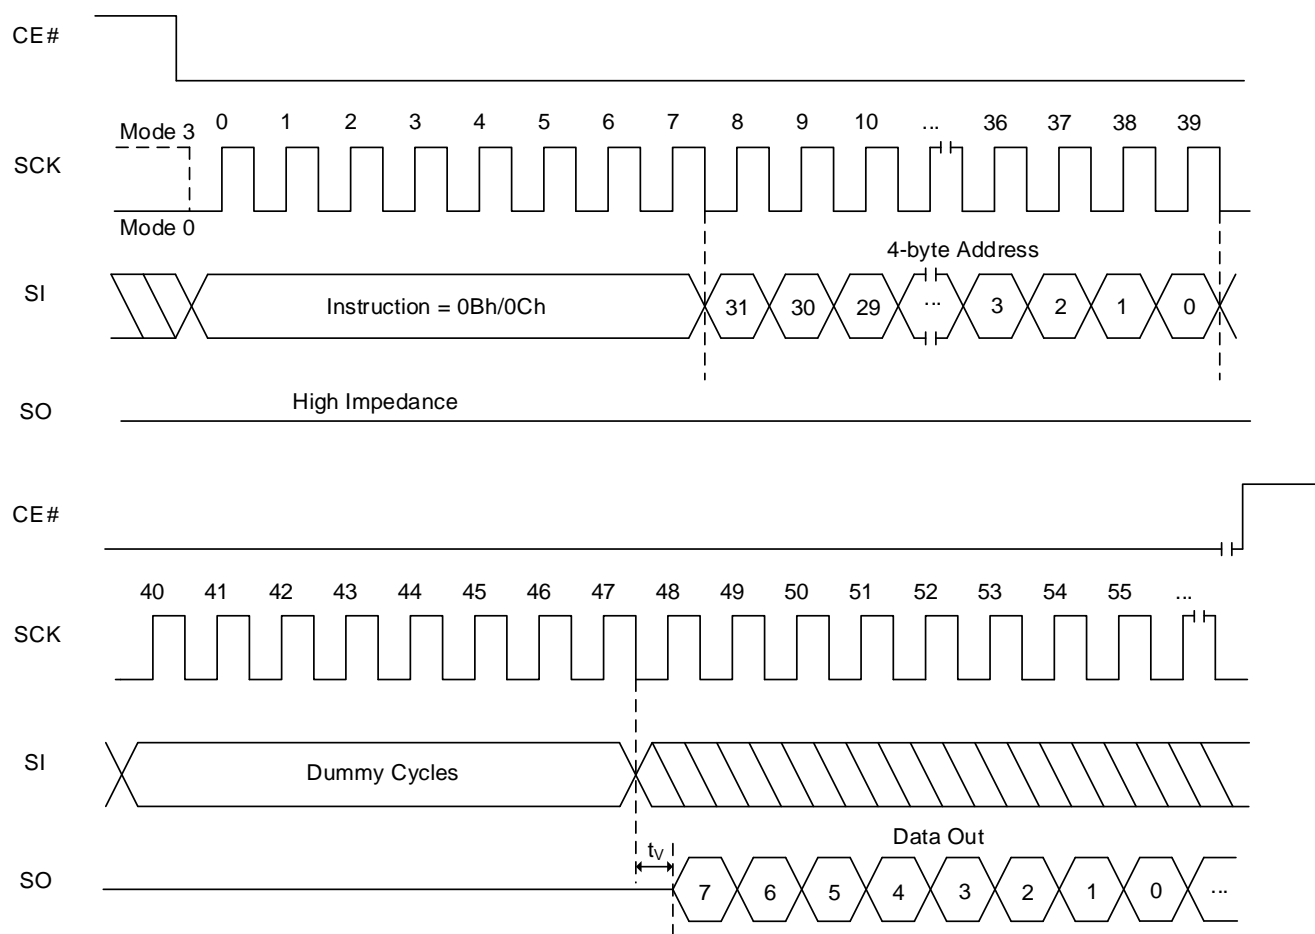 CE#
Mode 3 0 1 2 3 4 5 6 7 8 9 10 ... 36 37 38 39
SCK
Mode 0
4-byte Address
SI Instruction = 0Bh/0Ch 31 30 29 ... 3 2 1 0
High Impedance
SO
CE#
40 41 42 43 44 45 46 47 48 49 50 51 52 53 54 55 ...
SCK
SI Dummy Cycles
Data Out
tV
SO 7 6 5 4 3 2 1 0 ...